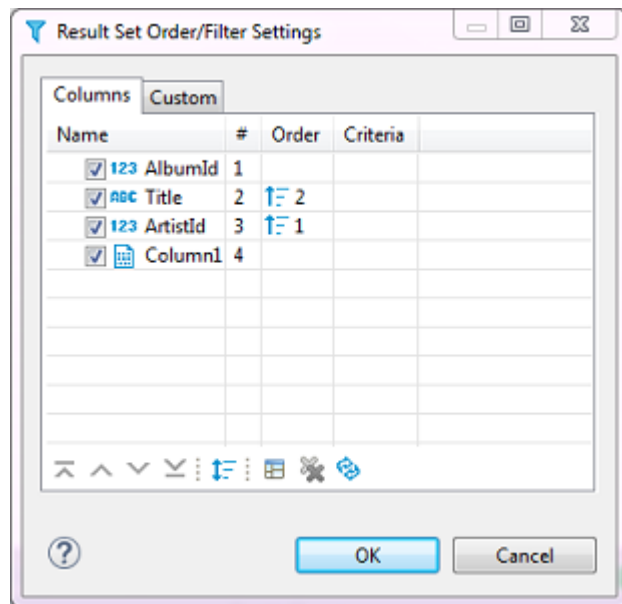 Result Set Order/Filter Settings
Columns Custom
Name # Order Criteria
123 AlbumId 1
ABC Title 2 2
123 ArtistId 3 1
Column1 4
?
OK Cancel